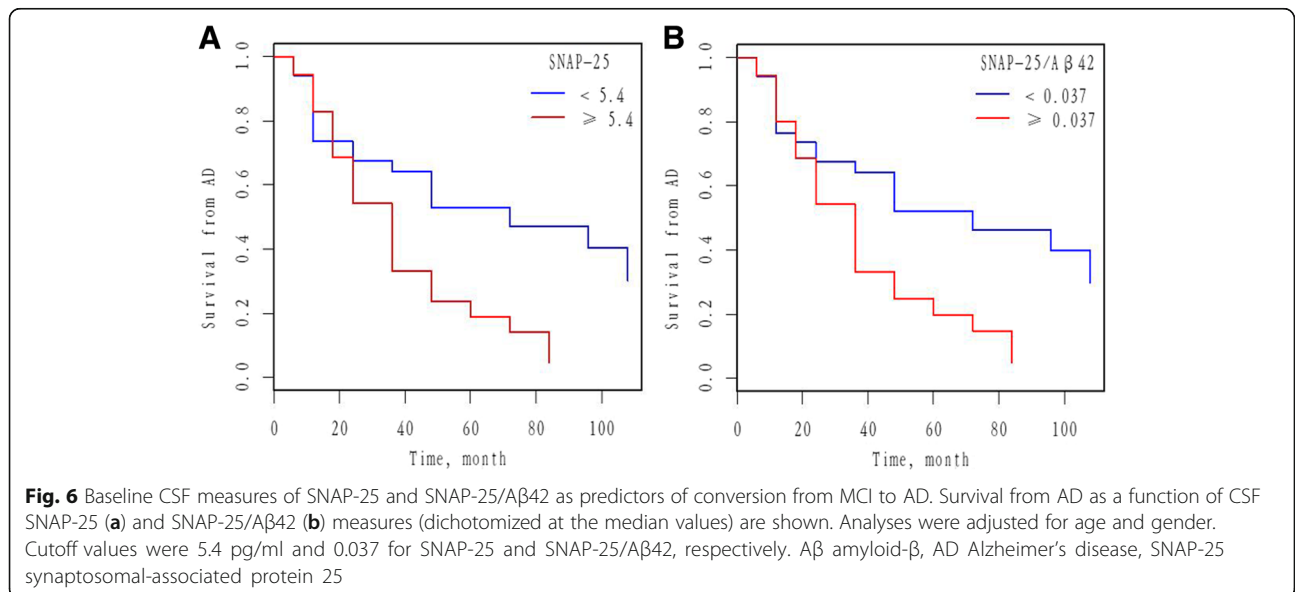 A
SNAP-25
< 5.4
⩾ 5.4
1.0
0.8
0.6
0.4
0.2
0.0
Survival from AD
0 20 40 60 80 100
Time, month
B
SNAP-25/Aβ42
< 0.037
⩾ 0.037
1.0
0.8
0.6
0.4
0.2
0.0
Survival from AD
0 20 40 60 80 100
Time, month
Fig. 6 Baseline CSF measures of SNAP-25 and SNAP-25/Aβ42 as predictors of conversion from MCI to AD. Survival from AD as a function of CSF
SNAP-25 (a) and SNAP-25/Aβ42 (b) measures (dichotomized at the median values) are shown. Analyses were adjusted for age and gender.
Cutoff values were 5.4 pg/ml and 0.037 for SNAP-25 and SNAP-25/Aβ42, respectively. Aβ amyloid-β, AD Alzheimer's disease, SNAP-25
synaptosomal-associated protein 25